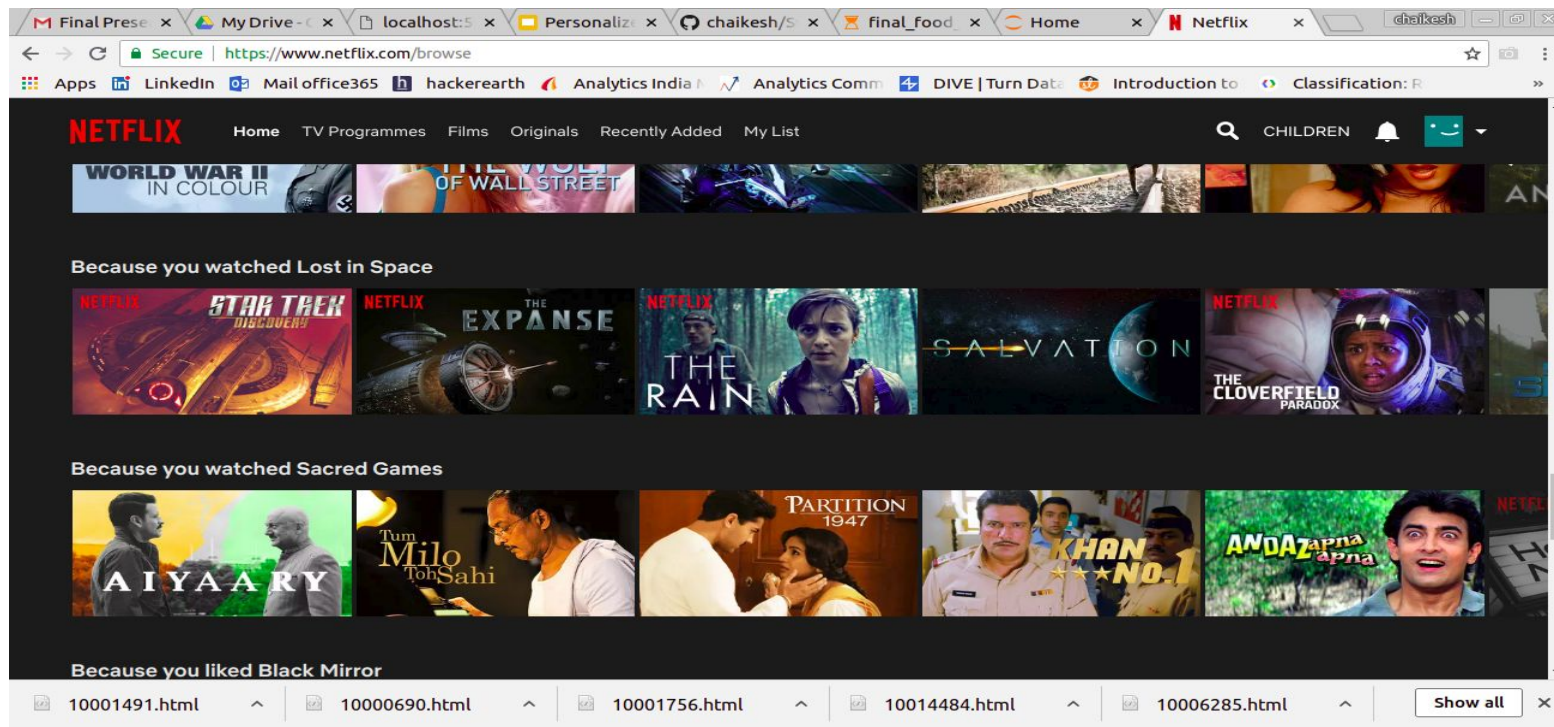 Final Prese
My Drive - 
localhost:5
Personalize
chaikesh/S
final_food_
Home
Netflix
chaikesh
Secure
https://www.netflix.com/browse
Apps
LinkedIn
Mail office365
hackerearth
Analytics India
Analytics Comm
DIVE | Turn Data
Introduction to
Classification: R
NETFLIX
Home
TV Programmes
Films
Originals
Recently Added
My List
CHILDREN
WORLD WAR II
IN COLOUR
THE WOLF
OF WALL STREET
AN
Because you watched Lost in Space
NETFLIX
STAR TREK
DISCOVERY
NETFLIX
THE
EXPANSE
NETFLIX
THE
RAIN
SALVATION
NETFLIX
THE
CLOVERFIELD
PARADOX
Because you watched Sacred Games
AIYAARY
Tum
Milo
Toh Sahi
PARTITION
1947
KHAN
NO.1
ANDAZ apna
apna
Because you liked Black Mirror
10001491.html
10000690.html
10001756.html
10014484.html
10006285.html
Show all